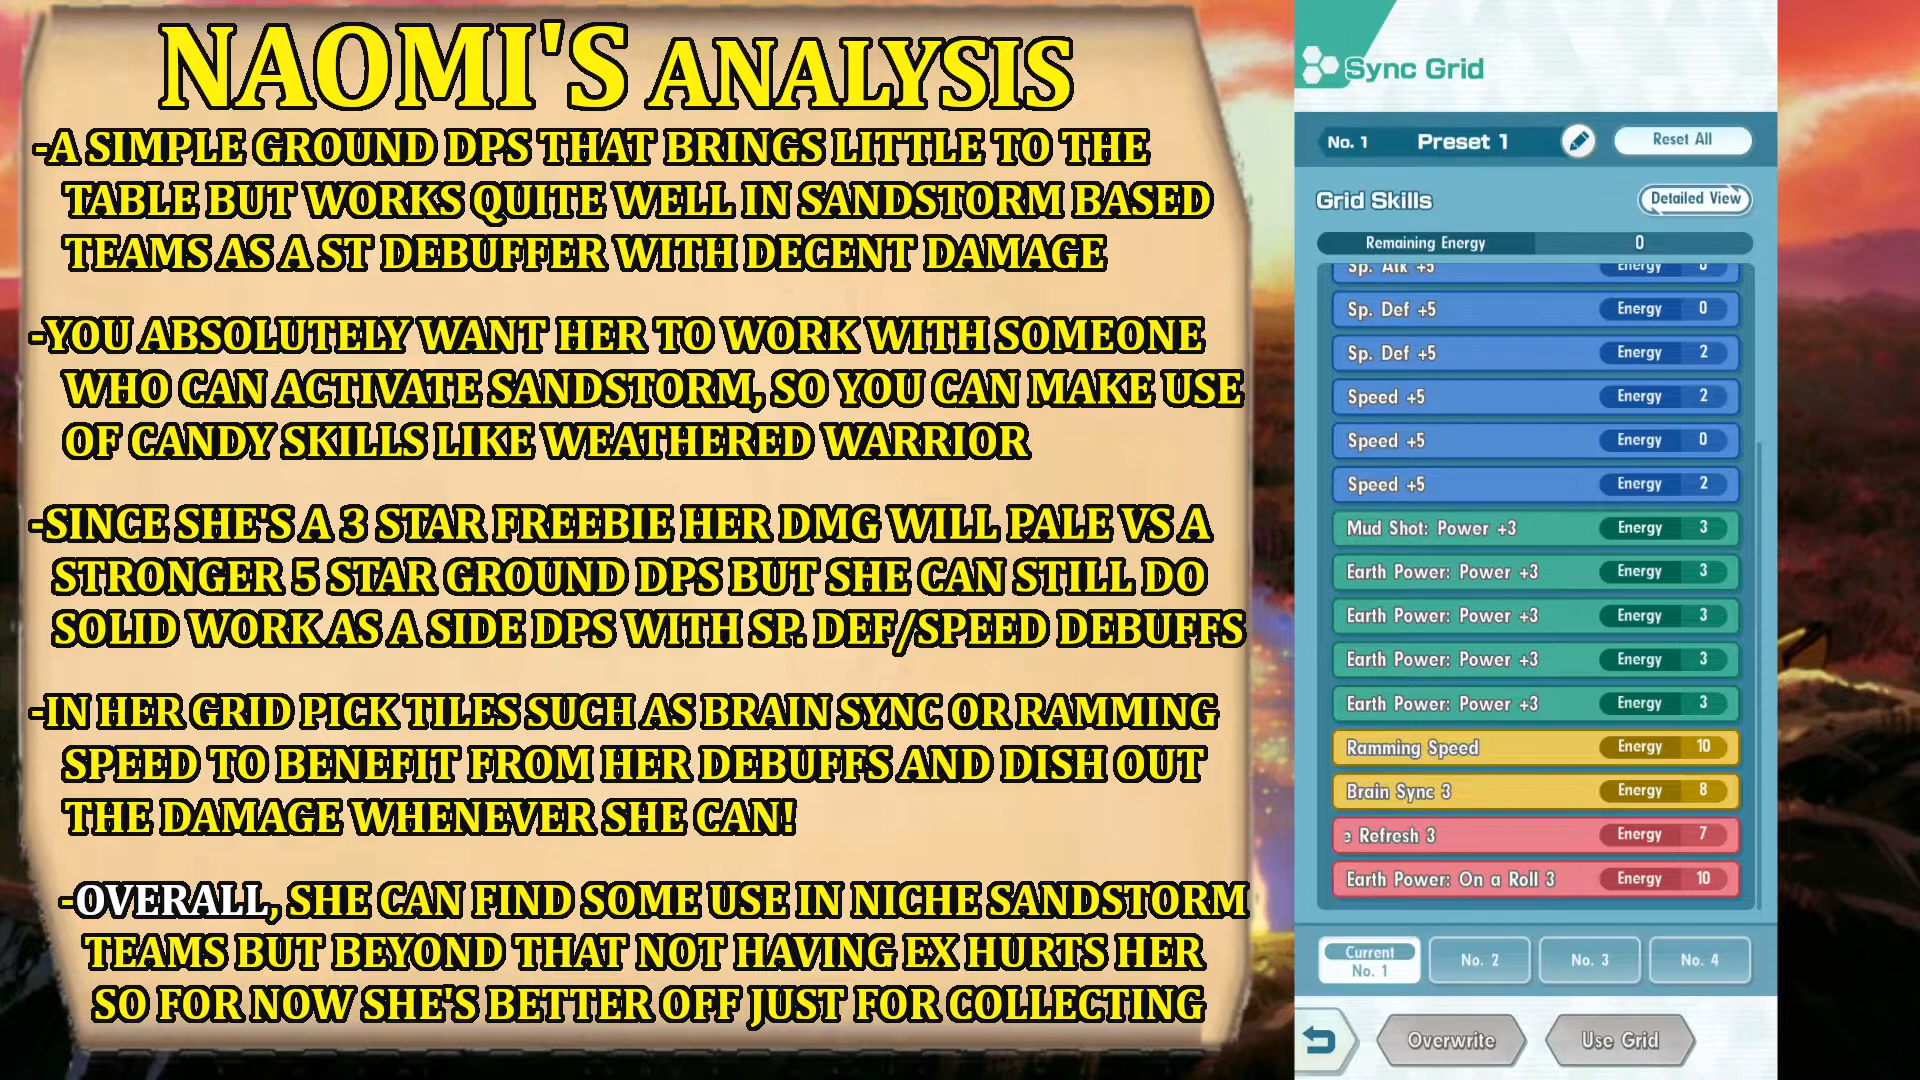 NAOMI'S ANALYSIS
-A SIMPLE GROUND DPS THAT BRINGS LITTLE TO THE
TABLE BUT WORKS QUITE WELL IN SANDSTORM BASED
TEAMS AS A ST DEBUFFER WITH DECENT DAMAGE
-YOU ABSOLUTELY WANT HER TO WORK WITH SOMEONE
WHO CAN ACTIVATE SANDSTORM, SO YOU CAN MAKE USE
OF CANDY SKILLS LIKE WEATHERED WARRIOR
-SINCE SHE'S A 3 STAR FREEBIE HER DMG WILL PALE VS A
STRONGER 5 STAR GROUND DPS BUT SHE CAN STILL DO
SOLID WORK AS A SIDE DPS WITH SP. DEF/SPEED DEBUFFS
-IN HER GRID PICK TILES SUCH AS BRAIN SYNC OR RAMMING
SPEED TO BENEFIT FROM HER DEBUFFS AND DISH OUT
THE DAMAGE WHENEVER SHE CAN!
-OVERALL, SHE CAN FIND SOME USE IN NICHE SANDSTORM
TEAMS BUT BEYOND THAT NOT HAVING EX HURTS HER
SO FOR NOW SHE'S BETTER OFF JUST FOR COLLECTING
Sync Grid
No. 1 Preset 1 Reset All
Grid Skills Detailed View
Remaining Energy 0
Sp. Atk +5 Energy 0
Sp. Def +5 Energy 0
Sp. Def +5 Energy 2
Speed +5 Energy 2
Speed +5 Energy 0
Speed +5 Energy 2
Mud Shot: Power +3 Energy 3
Earth Power: Power +3 Energy 3
Earth Power: Power +3 Energy 3
Earth Power: Power +3 Energy 3
Earth Power: Power +3 Energy 3
Ramming Speed Energy 10
Brain Sync 3 Energy 8
e Refresh 3 Energy 7
Earth Power: On a Roll 3 Energy 10
Current
No. 1 No. 2 No. 3 No. 4
Overwrite Use Grid